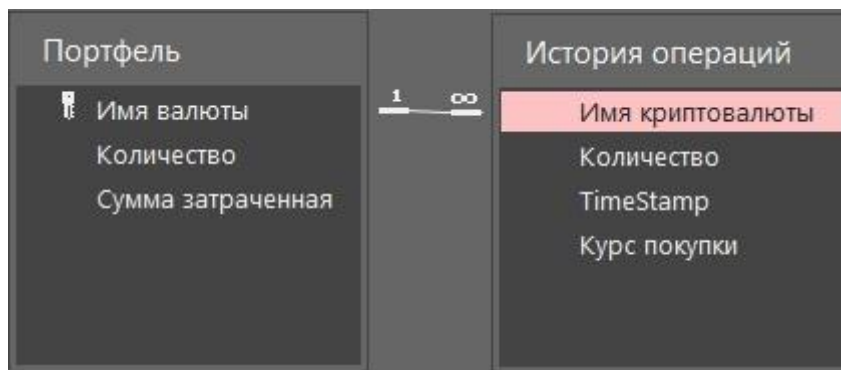 Портфель
Имя валюты
Количество
Сумма затраченная
1 ∞
История операций
Имя криптовалюты
Количество
TimeStamp
Курс покупки